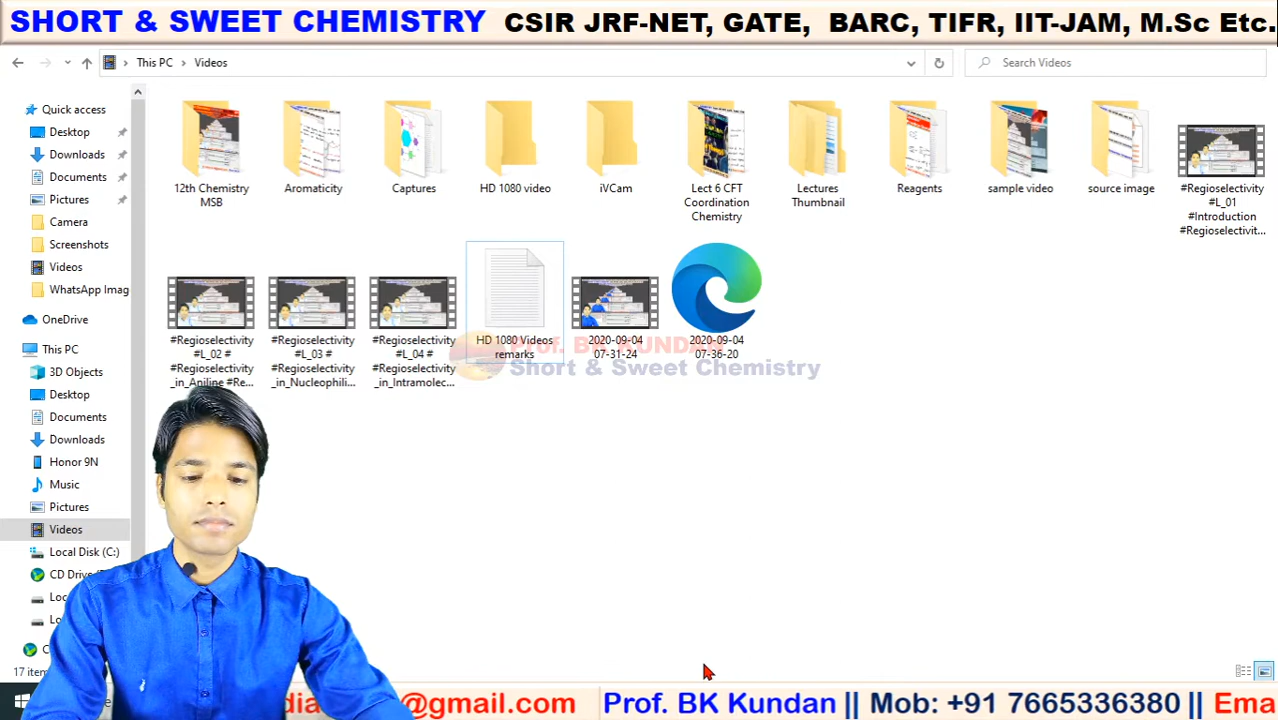 SHORT & SWEET CHEMISTRY CSIR JRF-NET, GATE, BARC, TIFR, IIT-JAM, M.Sc Etc.
This PC Videos
Search Videos
Quick access
Desktop
Downloads
Documents
Pictures
Camera
Screenshots
Videos
WhatsApp Imag
OneDrive
This PC
3D Objects
Desktop
Documents
Downloads
Honor 9N
Music
Pictures
Videos
Local Disk (C:)
CD Drive
12th Chemistry
MSB
Aromaticity
Captures
HD 1080 video
iVCam
Lect 6 CFT
Coordination
Chemistry
Lectures
Thumbnail
Reagents
sample video
source image
#Regioselectivity
#L_01
#Introduction
#Regioselectivit...
#Regioselectivity
#L_02 #
Regioselectivity
_in_Aniline #Re...
#Regioselectivity
#L_03 #
Regioselectivity
_in_Nucleophili...
#Regioselectivity
#L_04 #
Regioselectivity
_in_Intramolec...
HD 1080 Videos
remarks
2020-09-04
07-31-24
2020-09-04
07-36-20
Prof. BK KUNDAN
Short & Sweet Chemistry
17 item
dia @gmail.com Prof. BK Kundan || Mob: +91 7665336380 || Ema